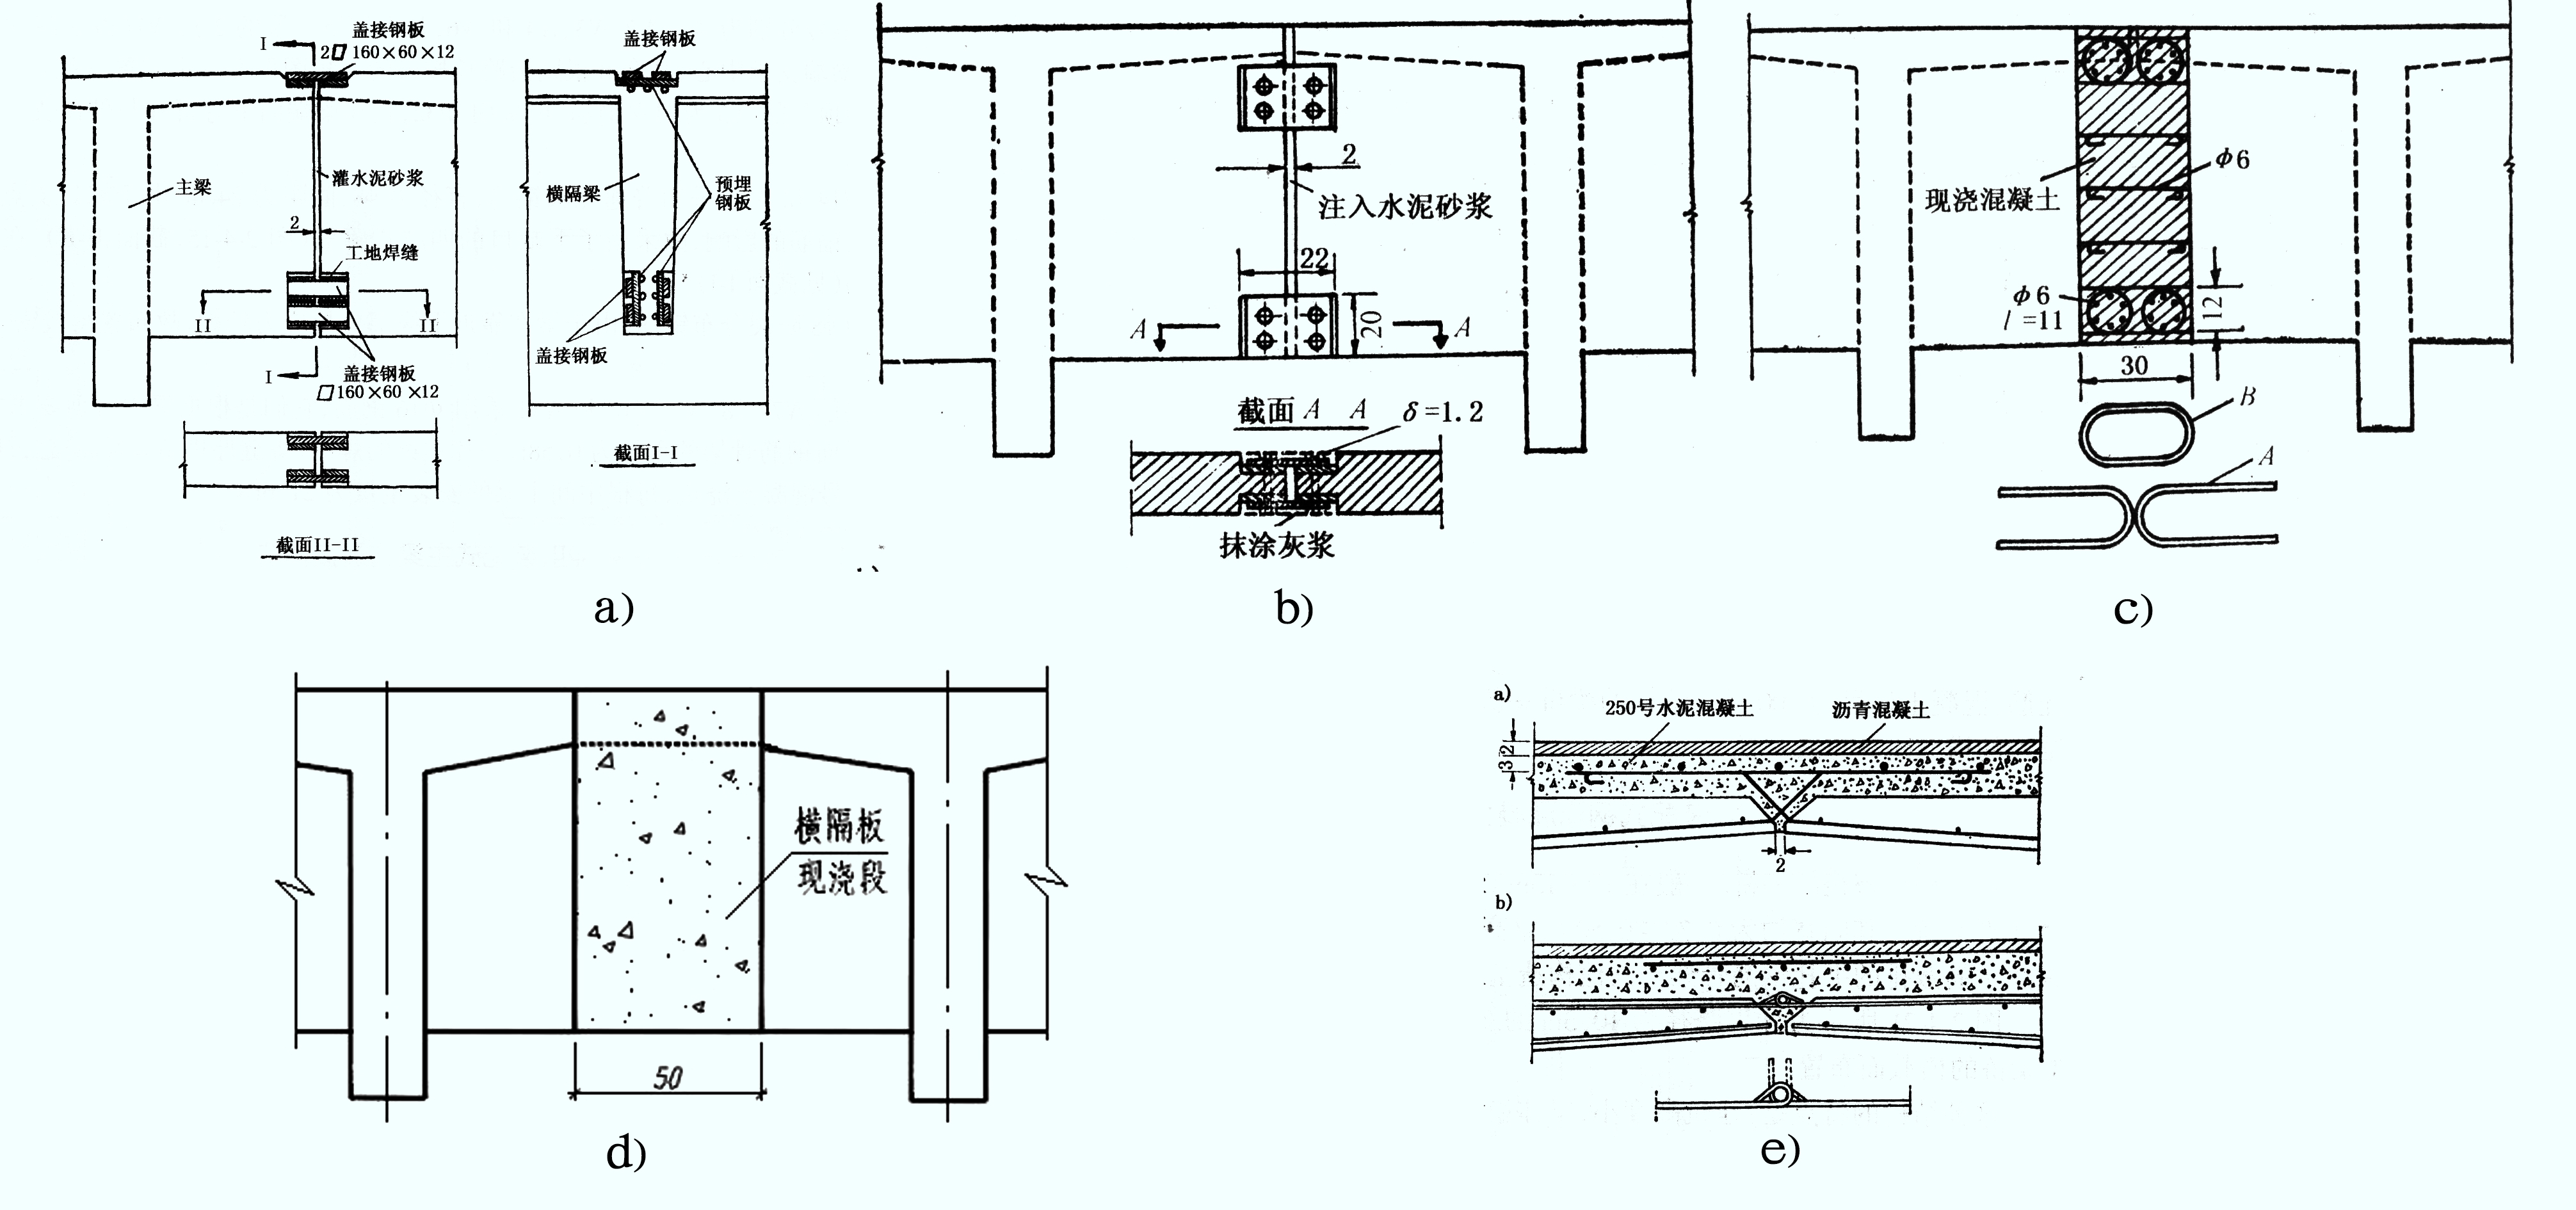 I
盖接钢板
2▱ 160×60×12
主梁
灌水泥砂浆
2
工地焊缝
II
II
I
盖接钢板
▱160×60×12
截面II-II
盖接钢板
横隔梁
预埋
钢板
盖接钢板
截面I-I
a)
2
注入水泥砂浆
22
20
A
A
截面 A A
δ=1.2
抹涂灰浆
b)
现浇混凝土
φ6
φ6
l=11
12
30
B
A
c)
横隔板
现浇段
50
d)
a)
250号水泥混凝土
沥青混凝土
2
3
2
b)
e)